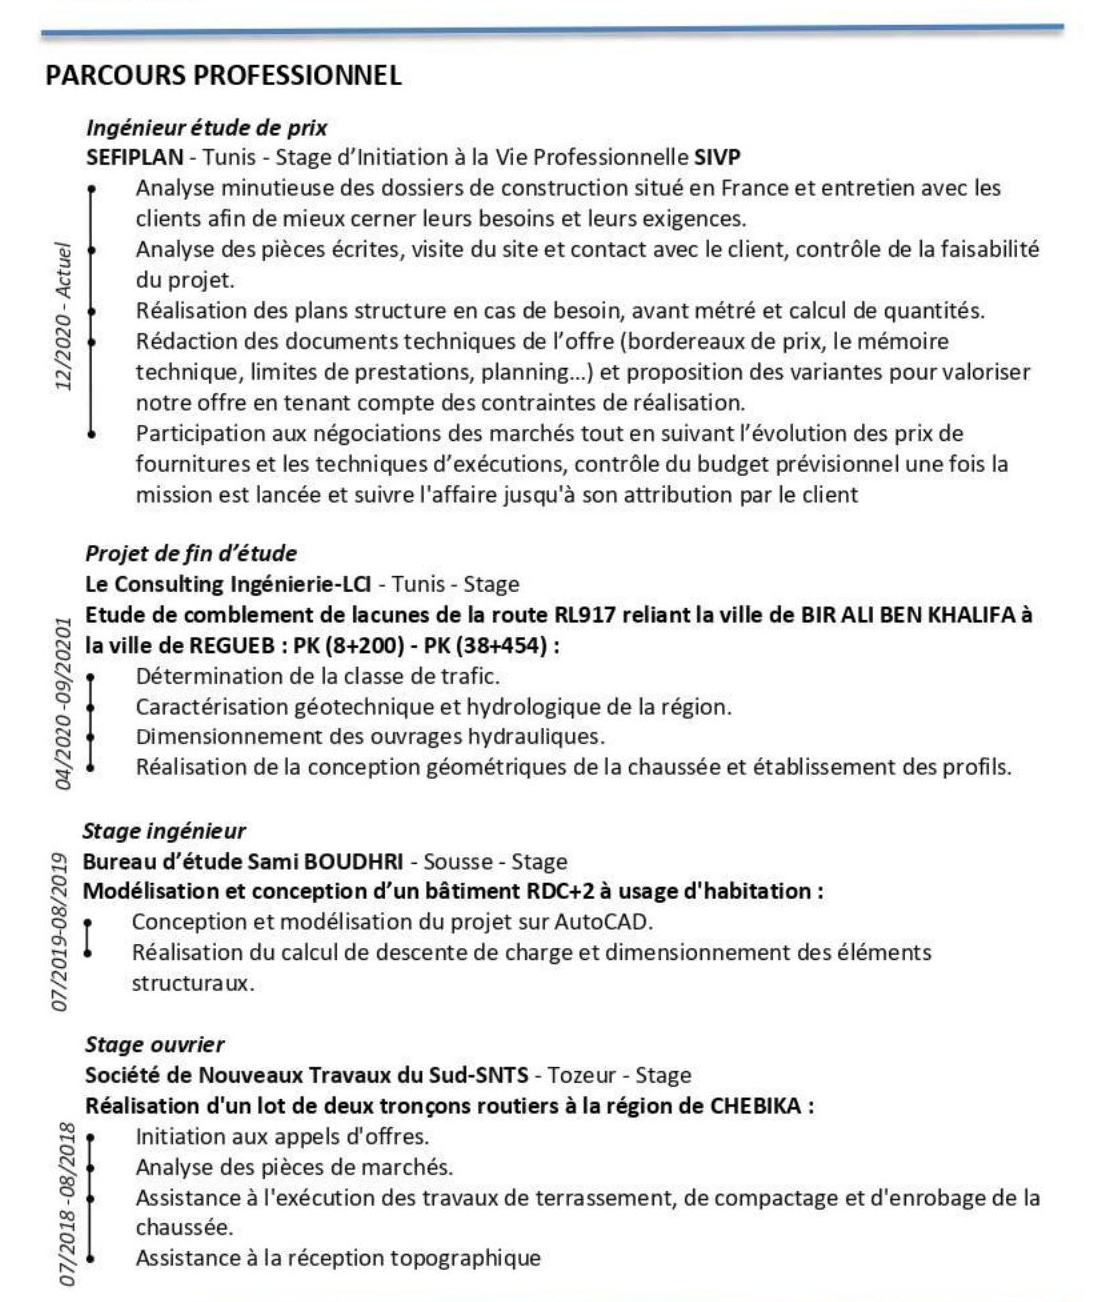 PARCOURS PROFESSIONNEL
Ingénieur étude de prix
SEFIPLAN - Tunis - Stage d’Initiation à la Vie Professionnelle SIVP
12/2020 - Actuel
Analyse minutieuse des dossiers de construction situé en France et entretien avec les
clients afin de mieux cerner leurs besoins et leurs exigences.
Analyse des pièces écrites, visite du site et contact avec le client, contrôle de la faisabilité
du projet.
Réalisation des plans structure en cas de besoin, avant métré et calcul de quantités.
Rédaction des documents techniques de l’offre (bordereaux de prix, le mémoire
technique, limites de prestations, planning...) et proposition des variantes pour valoriser
notre offre en tenant compte des contraintes de réalisation.
Participation aux négociations des marchés tout en suivant l’évolution des prix de
fournitures et les techniques d’exécutions, contrôle du budget prévisionnel une fois la
mission est lancée et suivre l'affaire jusqu'à son attribution par le client
Projet de fin d’étude
Le Consulting Ingénierie-LCI - Tunis - Stage
Etude de comblement de lacunes de la route RL917 reliant la ville de BIR ALI BEN KHALIFA à
la ville de REGUEB : PK (8+200) - PK (38+454) :
04/2020 -09/20201
Détermination de la classe de trafic.
Caractérisation géotechnique et hydrologique de la région.
Dimensionnement des ouvrages hydrauliques.
Réalisation de la conception géométriques de la chaussée et établissement des profils.
Stage ingénieur
Bureau d’étude Sami BOUDHRI - Sousse - Stage
Modélisation et conception d’un bâtiment RDC+2 à usage d'habitation :
07/2019-08/2019
Conception et modélisation du projet sur AutoCAD.
Réalisation du calcul de descente de charge et dimensionnement des éléments
structuraux.
Stage ouvrier
Société de Nouveaux Travaux du Sud-SNTS - Tozeur - Stage
Réalisation d'un lot de deux tronçons routiers à la région de CHEBIKA :
07/2018 -08/2018
Initiation aux appels d'offres.
Analyse des pièces de marchés.
Assistance à l'exécution des travaux de terrassement, de compactage et d'enrobage de la
chaussée.
Assistance à la réception topographique